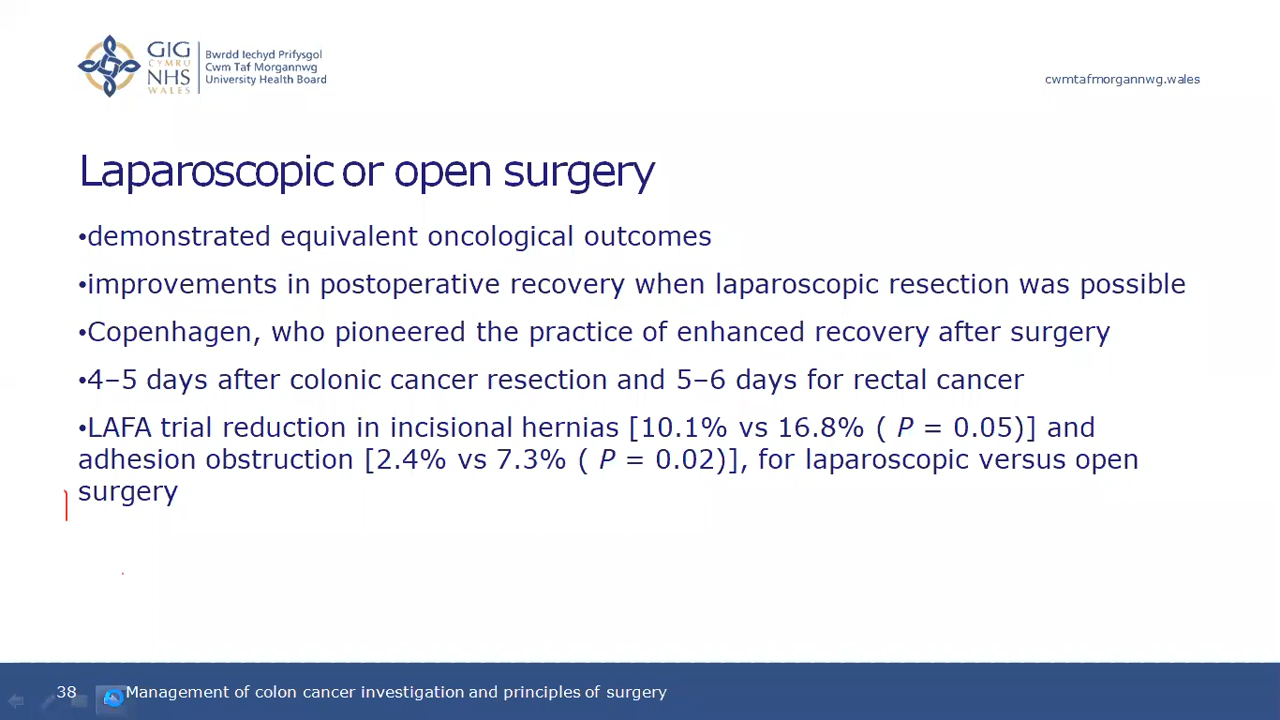 GIG
CYMRU
NHS
WALES
Bwrdd Iechyd Prifysgol
Cwm Taf Morgannwg
University Health Board
cwmtafmorgannwg.wales
Laparoscopic or open surgery
•demonstrated equivalent oncological outcomes
•improvements in postoperative recovery when laparoscopic resection was possible
•Copenhagen, who pioneered the practice of enhanced recovery after surgery
•4–5 days after colonic cancer resection and 5–6 days for rectal cancer
•LAFA trial reduction in incisional hernias [10.1% vs 16.8% ( P = 0.05)] and
adhesion obstruction [2.4% vs 7.3% ( P = 0.02)], for laparoscopic versus open
surgery
38
Management of colon cancer investigation and principles of surgery